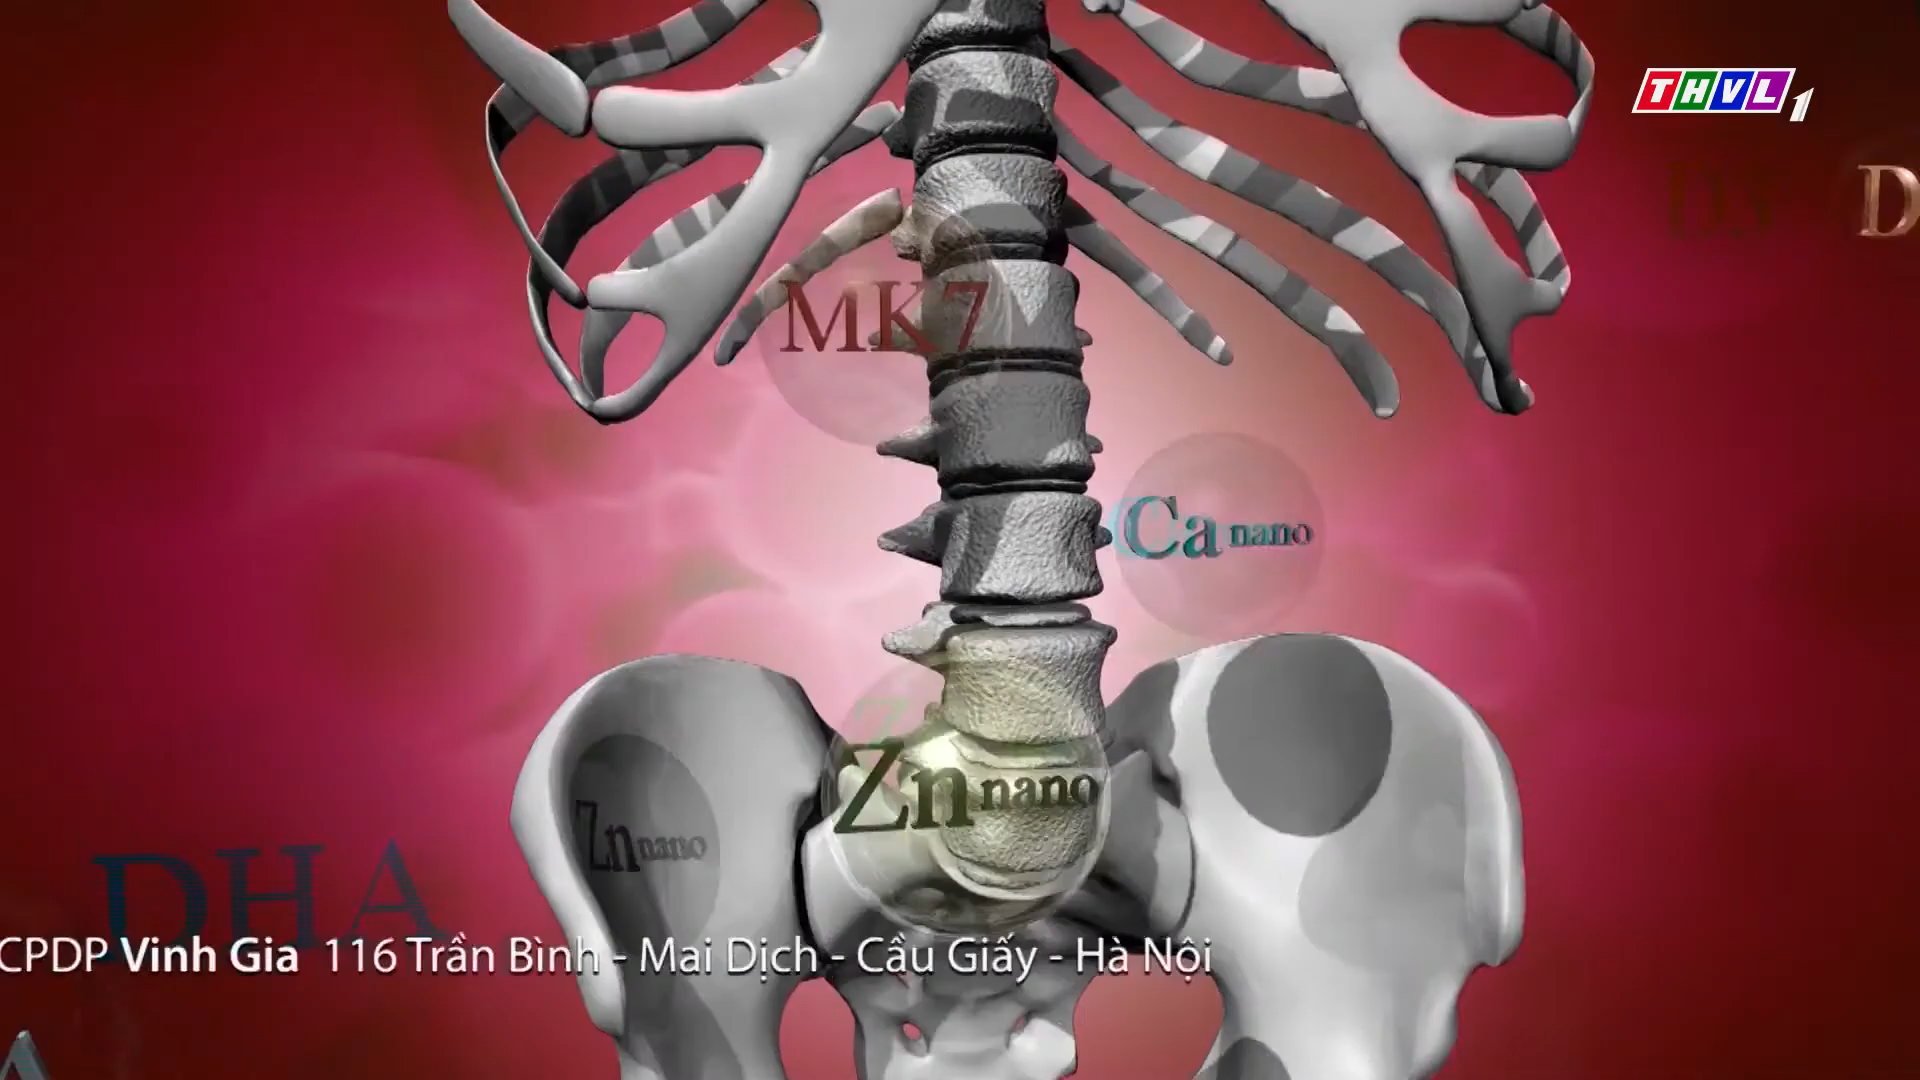 THVL1
D3
D
MK7
Ca nano
Zn nano
Zn nano
DHA
CPDP Vinh Gia 116 Trần Bình - Mai Dịch - Cầu Giấy - Hà Nội